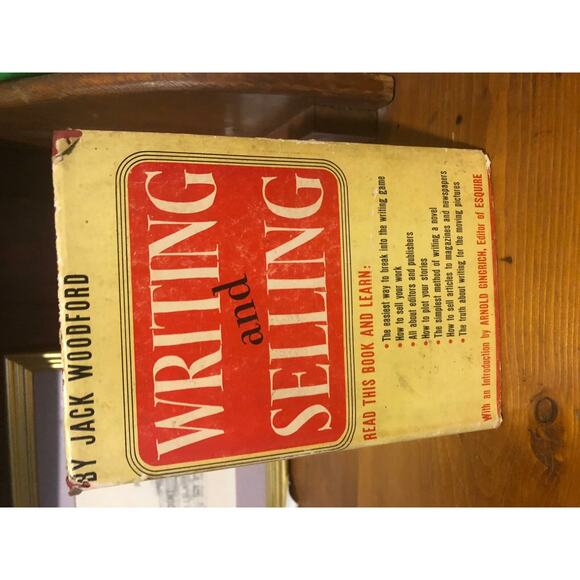 BY JACK WOODFORD
WRITING
and
SELLING
READ THIS BOOK AND LEARN:
• The easiest way to break into the writing game
• How to sell your work
• All about editors and publishers
• How to plot your stories
• The simplest method of writing a novel
• How to sell articles to magazines and newspapers
• The truth about writing for the moving pictures
With an Introduction by ARNOLD GINGRICH, Editor of ESQUIRE